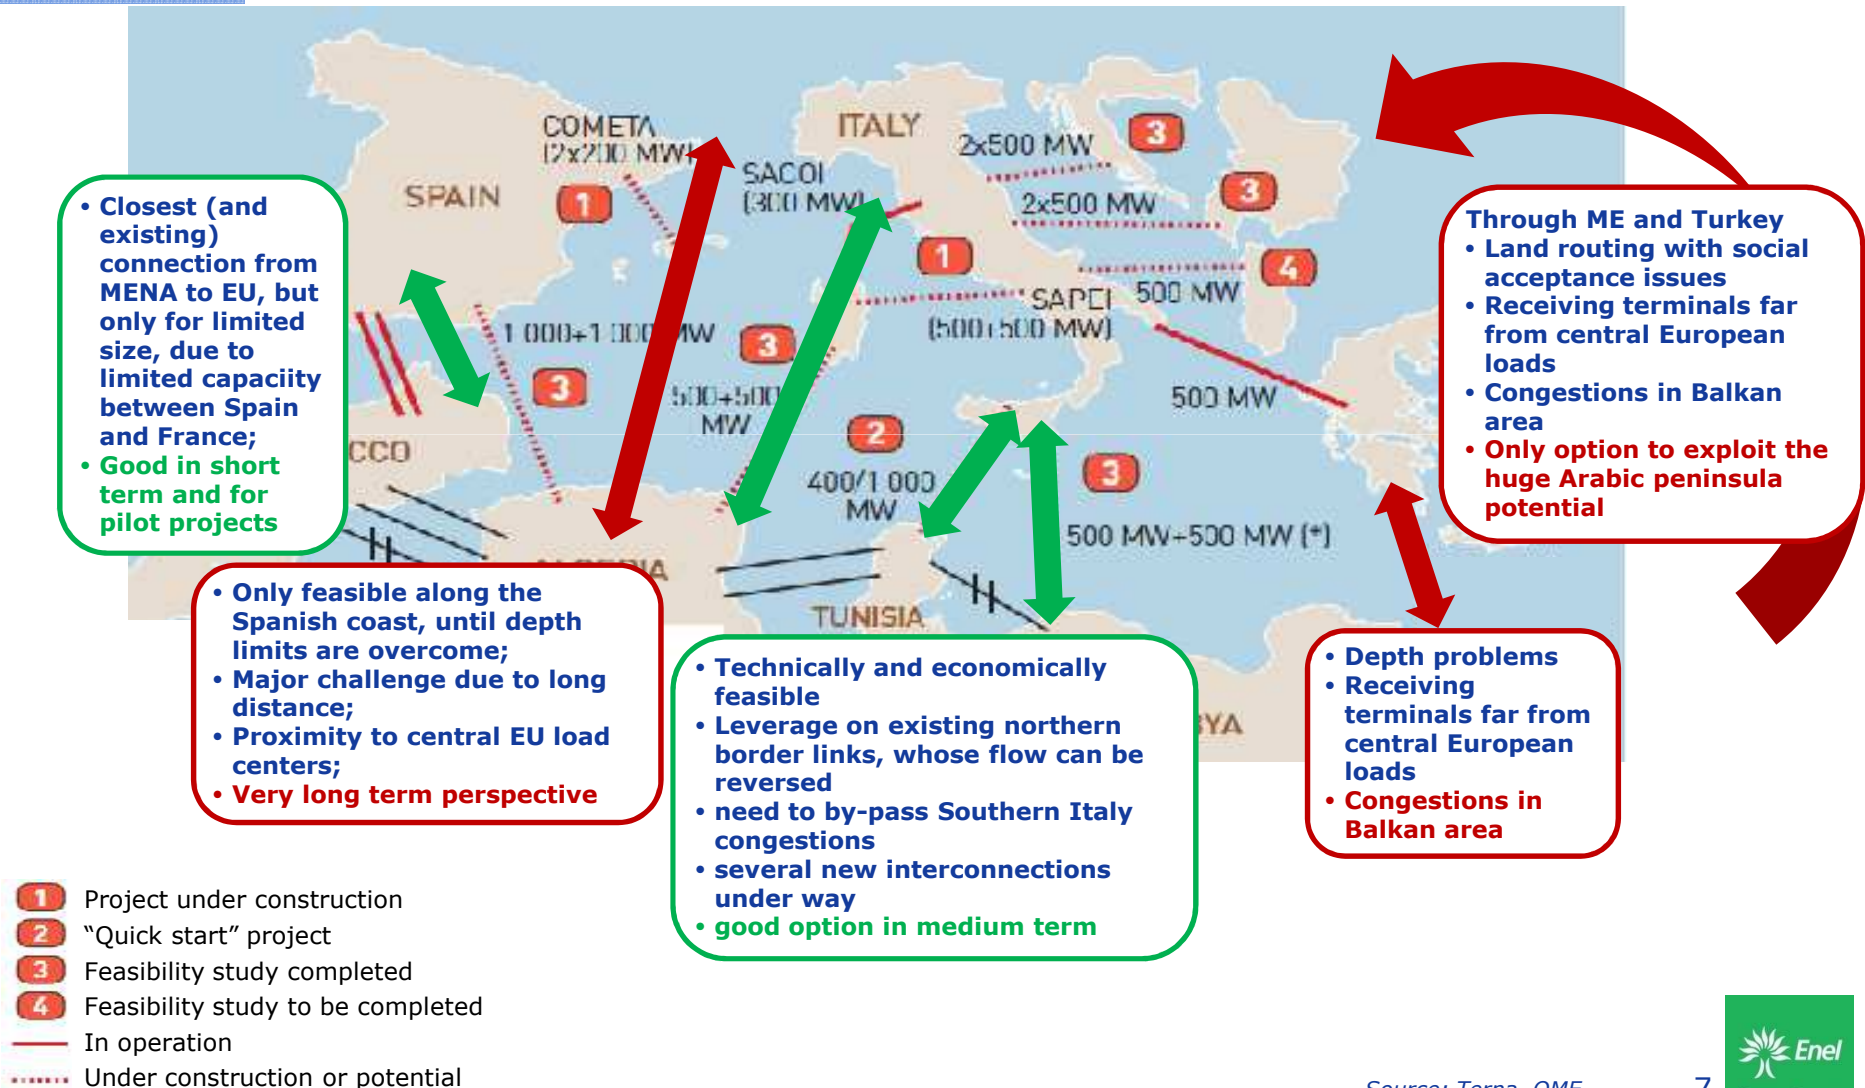 COMETA
(2x200 MW)
ITALY
SACOI
(300 MW)
2x500 MW
3
SPAIN
1
2x500 MW
3
1
4
SAPEI
(500+500 MW)
500 MW
1 000+1 000 MW
3
3
500+500
MW
500 MW
2
400/1 000
MW
3
500 MW+500 MW (*)
TUNISIA
• Closest (and
existing)
connection from
MENA to EU, but
only for limited
size, due to
limited capaciity
between Spain
and France;
• Good in short
term and for
pilot projects
• Only feasible along the
Spanish coast, until depth
limits are overcome;
• Major challenge due to long
distance;
• Proximity to central EU load
centers;
• Very long term perspective
• Technically and economically
feasible
• Leverage on existing northern
border links, whose flow can be
reversed
• need to by-pass Southern Italy
congestions
• several new interconnections
under way
• good option in medium term
Through ME and Turkey
• Land routing with social
acceptance issues
• Receiving terminals far
from central European
loads
• Congestions in Balkan
area
• Only option to exploit the
huge Arabic peninsula
potential
• Depth problems
• Receiving
terminals far from
central European
loads
• Congestions in
Balkan area
1 Project under construction
2 “Quick start” project
3 Feasibility study completed
4 Feasibility study to be completed
In operation
Under construction or potential
Source: Terna, OME
7
Enel